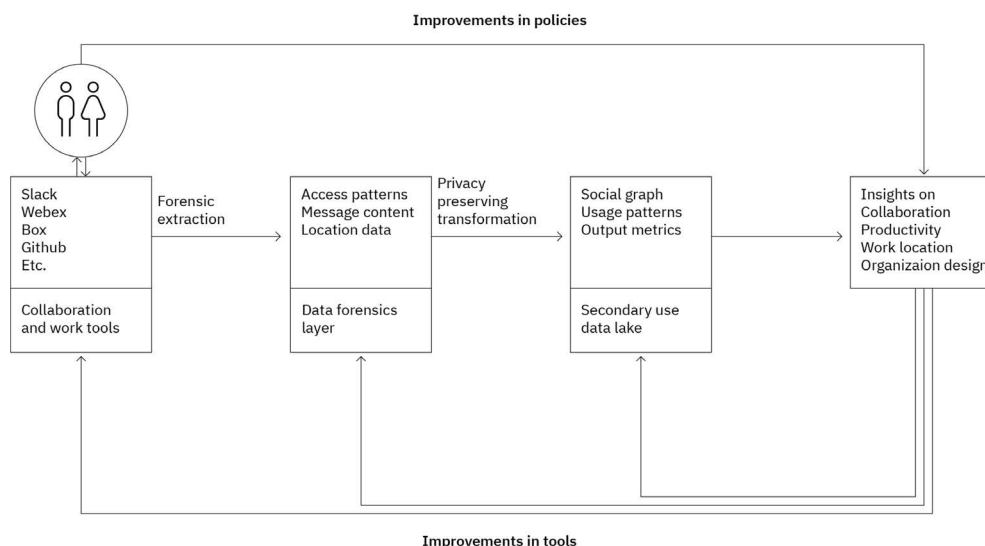 Improvements in policies
Slack
Webex
Box
Github
Etc.
Collaboration
and work tools
Forensic
extraction
Access patterns
Message content
Location data
Data forensics
layer
Privacy
preserving
transformation
Social graph
Usage patterns
Output metrics
Secondary use
data lake
Insights on
Collaboration
Productivity
Work location
Organizaion design
Improvements in tools